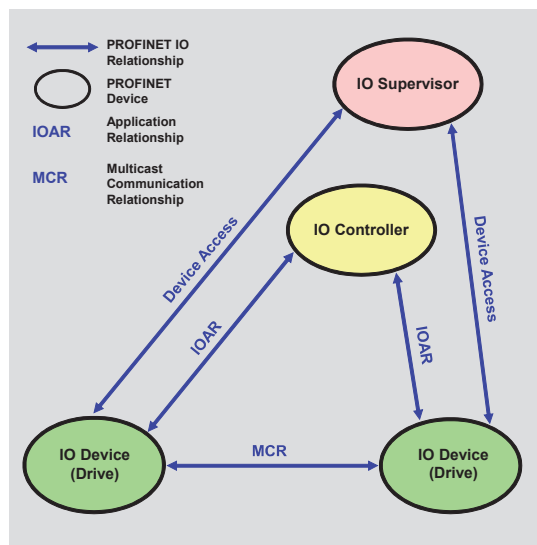 PROFINET IO
Relationship
PROFINET
Device
IOAR
Application
Relationship
MCR
Multicast
Communication
Relationship
IO Supervisor
IO Controller
Device Access
Device Access
IOAR
IOAR
IO Device
(Drive)
MCR
IO Device
(Drive)